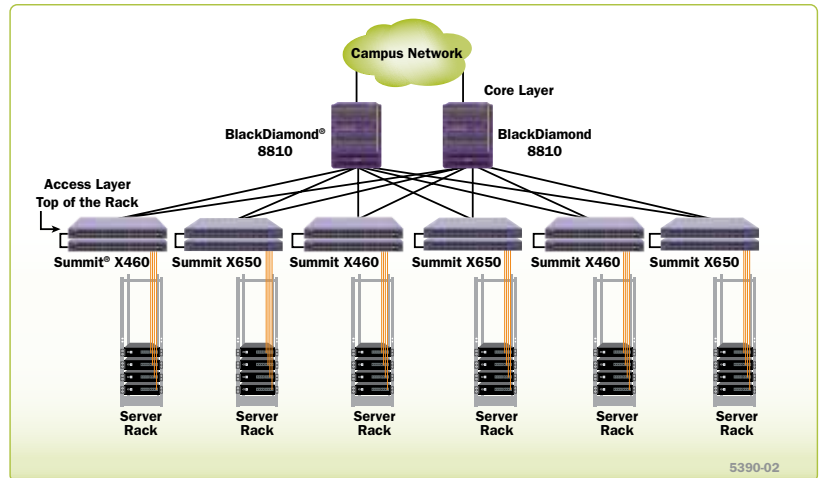 Campus Network
Core Layer
BlackDiamond®
8810
BlackDiamond
8810
Access Layer
Top of the Rack
Summit® X460
Summit X650
Summit X460
Summit X650
Summit X460
Summit X650
Server
Rack
Server
Rack
Server
Rack
Server
Rack
Server
Rack
Server
Rack
5390-02